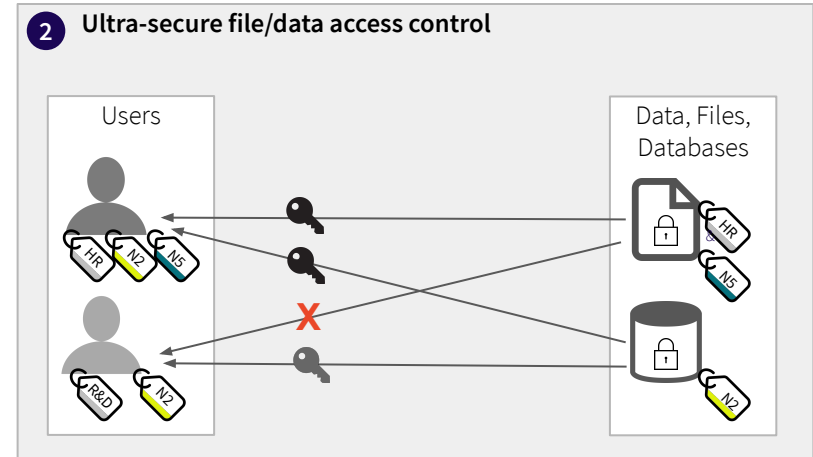 2 Ultra-secure file/data access control
Users
Data, Files,
Databases
HR
N2
N5
HR
&
N5
X
R&D
N2
N2